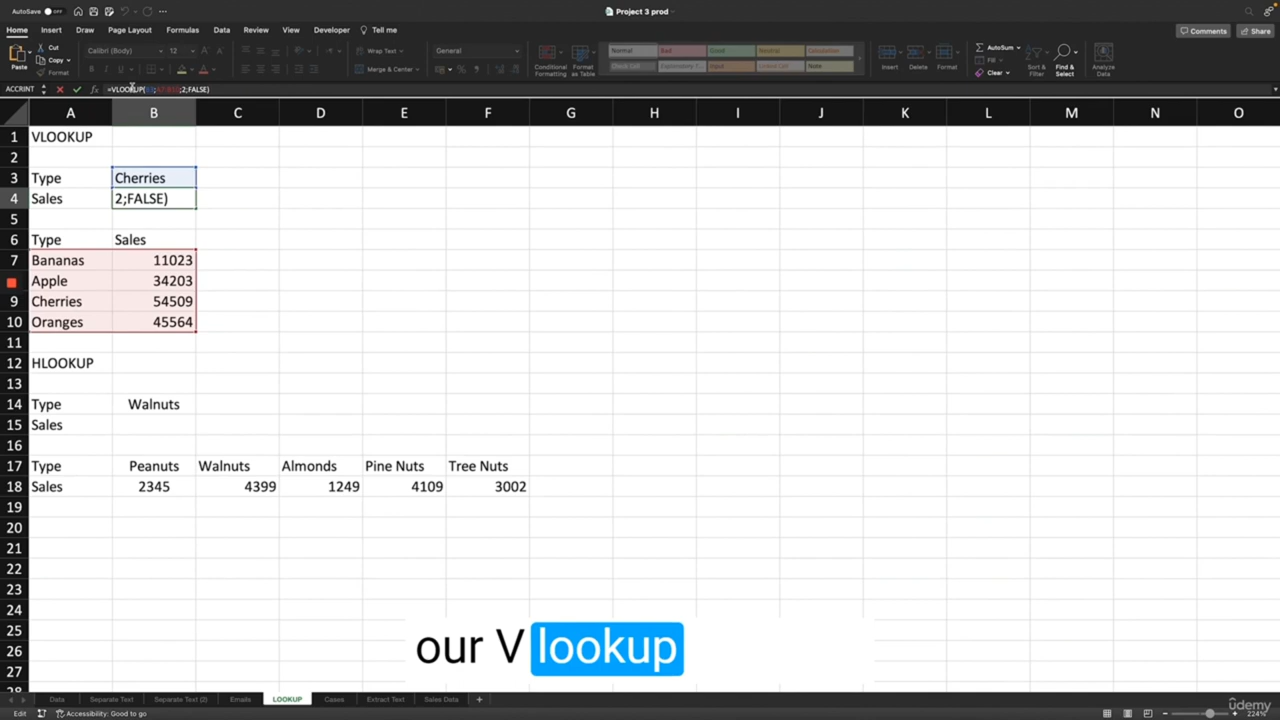 AutoSave OFF
Project 3 prod
Home Insert Draw Page Layout Formulas Data Review View Developer Tell me
Comments Share
Paste
Cut
Copy
Format
Calibri (Body) 12
Wrap Text
Merge & Center
General
Conditional Formatting
Format as Table
Normal Bad Good Neutral Calculation
Check Cell Explanatory T... Input Linked Cell Note
Insert Delete Format
AutoSum
Fill
Clear
Sort & Filter
Find & Select
Analyze Data
ACCRINT fx =VLOOKUP(B3;A7:B10;2;FALSE)
A B C D E F G H I J K L M N O
1 VLOOKUP
2
3 Type Cherries
4 Sales 2;FALSE)
5
6 Type Sales
7 Bananas 11023
Apple 34203
9 Cherries 54509
10 Oranges 45564
11
12 HLOOKUP
13
14 Type Walnuts
15 Sales
16
17 Type Peanuts Walnuts Almonds Pine Nuts Tree Nuts
18 Sales 2345 4399 1249 4109 3002
19
20
21
22
23
24
25
26
27
28
our V lookup
Data Separate Text Separate Text (2) Emails LOOKUP Cases Extract Text Sales Data +
Edit Accessibility: Good to go
224%
udemy